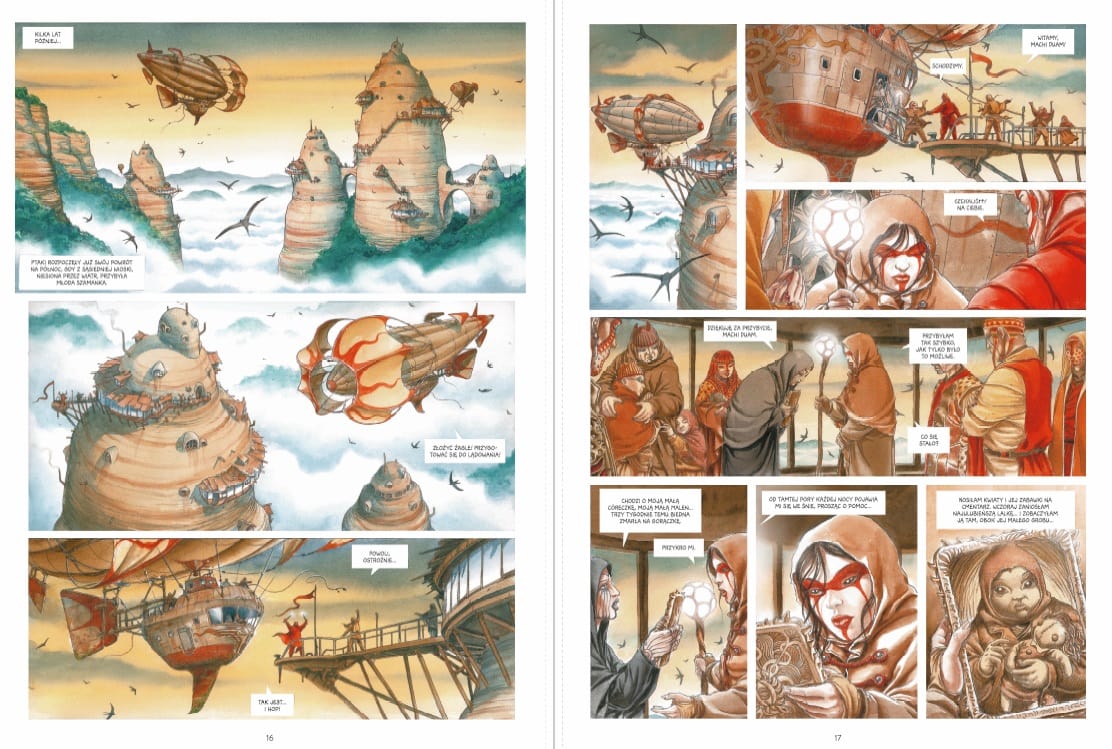 KILKA LAT
PÓŹNIEJ...
PTAKI ROZPOCZĘŁY JUŻ SWÓJ POWRÓT
NA PÓŁNOC, GDY Z SĄSIEDNIEJ WIOSKI,
NIESIONA PRZEZ WIATR, PRZYBYŁA
MŁODA SZAMANKA.
ZŁOŻYĆ ŻAGLE! PRZYGO-
TOWAĆ SIĘ DO LĄDOWANIA!
POWOLI,
OSTROŻNIE...
TAK JEST...
I HOP!
16
WITAMY,
MACHI DUAM!
SCHODZIMY.
CZEKALIŚMY
NA CIEBIE.
DZIĘKUJĘ ZA PRZYBYCIE,
MACHI DUAM.
PRZYBYŁAM
TAK SZYBKO,
JAK TYLKO BYŁO
TO MOŻLIWE.
CO SIĘ
STAŁO?
CHODZI O MOJĄ MAŁĄ
CÓRECZKĘ, MOJĄ MAŁĄ MALEN...
TRZY TYGODNIE TEMU BIEDNA
ZMARŁA NA GORĄCZKĘ.
PRZYKRO MI.
OD TAMTEJ PORY KAŻDEJ NOCY POJAWIA
MI SIĘ WE ŚNIE, PROSZĄC O POMOC...
NOSIŁAM KWIATY I JEJ ZABAWKI NA
CMENTARZ. WCZORAJ ZANIOSŁAM
NAJULUBIEŃSZĄ LALKĘ... I ZOBACZYŁAM
JĄ TAM, OBOK JEJ MAŁEGO GROBU...
17